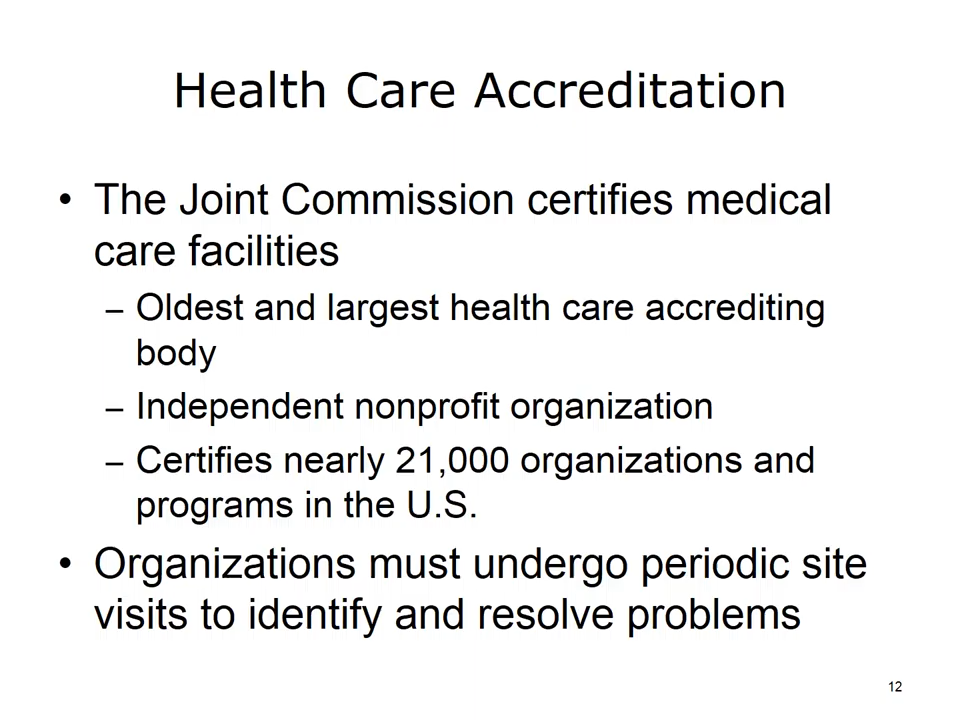 Health Care Accreditation
• The Joint Commission certifies medical
care facilities
– Oldest and largest health care accrediting
body
– Independent nonprofit organization
– Certifies nearly 21,000 organizations and
programs in the U.S.
• Organizations must undergo periodic site
visits to identify and resolve problems
12